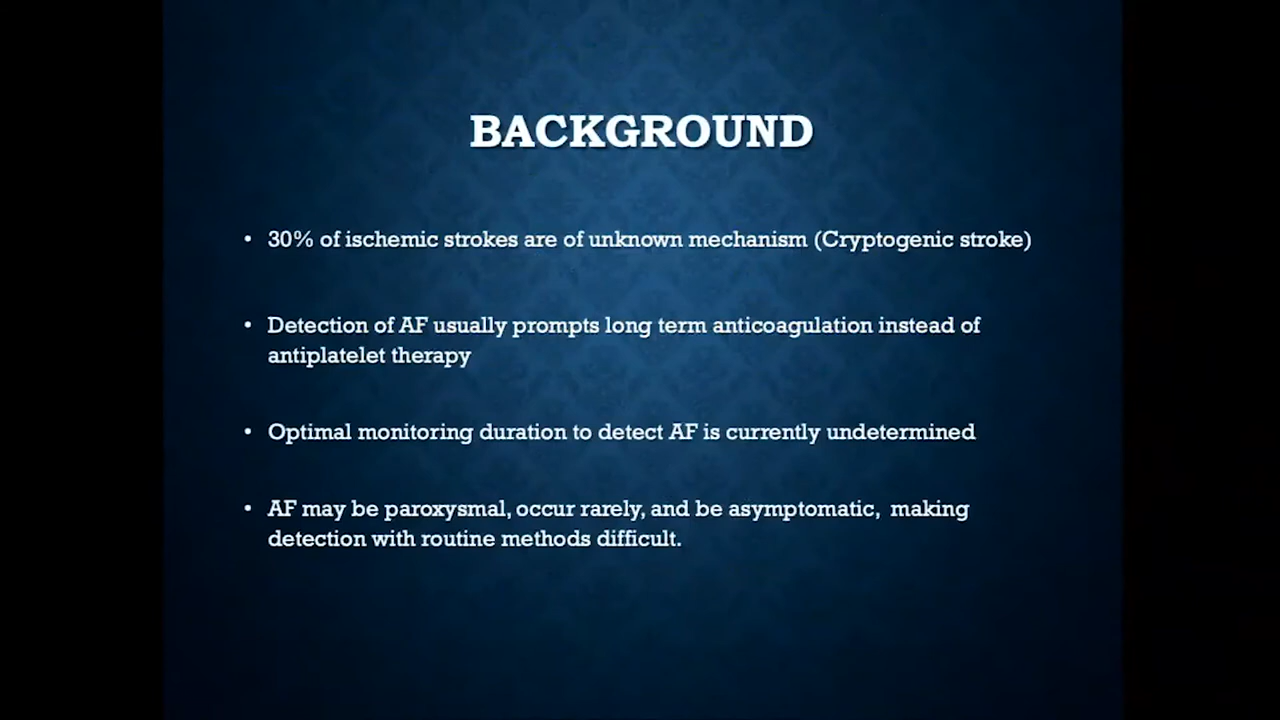 BACKGROUND
• 30% of ischemic strokes are of unknown mechanism (Cryptogenic stroke)
• Detection of AF usually prompts long term anticoagulation instead of
antiplatelet therapy
• Optimal monitoring duration to detect AF is currently undetermined
• AF may be paroxysmal, occur rarely, and be asymptomatic,  making
detection with routine methods difficult.